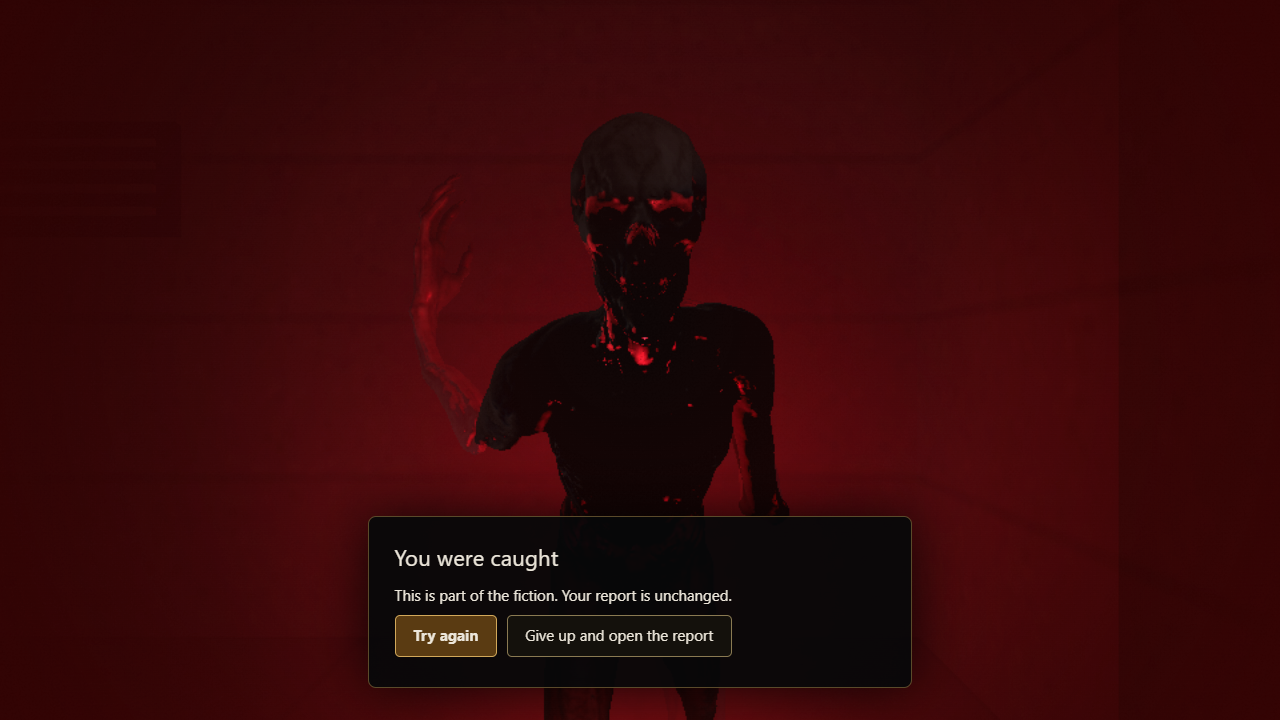 You were caught
This is part of the fiction. Your report is unchanged.
Try again
Give up and open the report